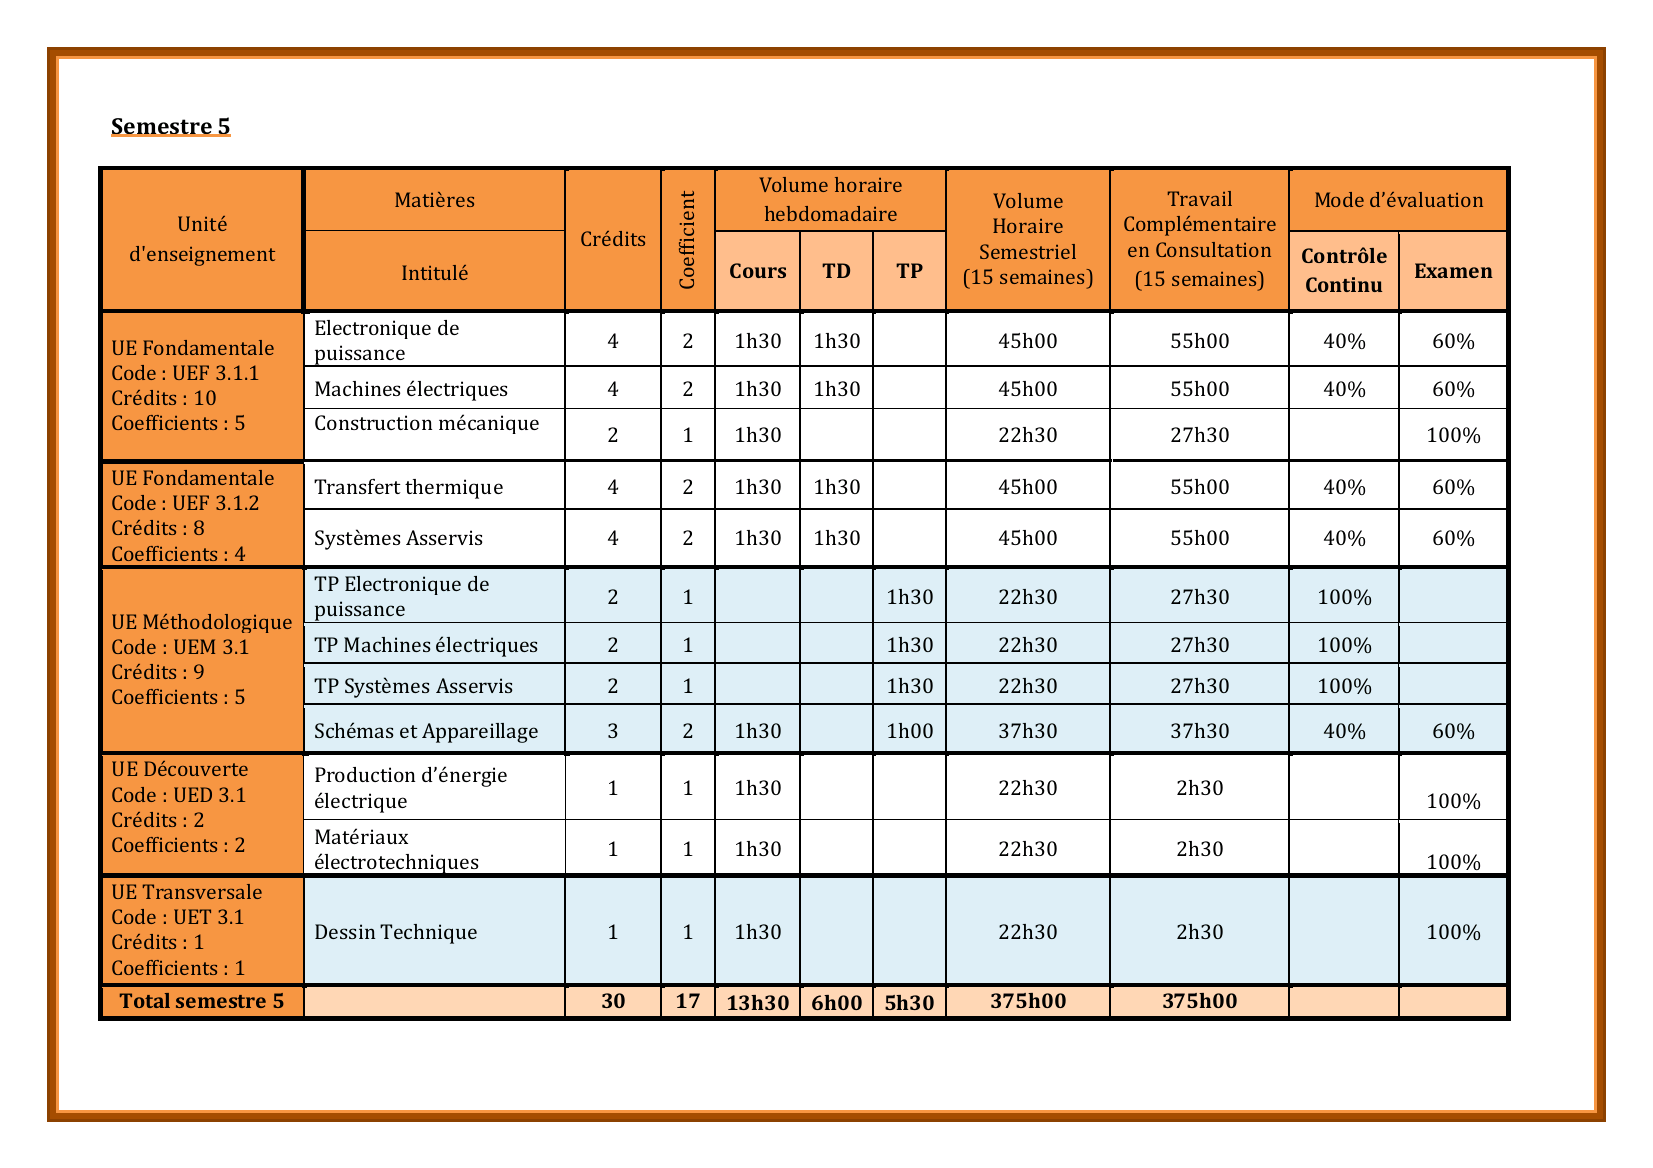 Semestre 5
Unité
d'enseignement
Matières
Intitulé
Crédits
Coefficient
Volume horaire
hebdomadaire
Cours TD TP
Volume
Horaire
Semestriel
(15 semaines)
Travail
Complémentaire
en Consultation
(15 semaines)
Mode d’évaluation
Contrôle
Continu
Examen
UE Fondamentale
Code : UEF 3.1.1
Crédits : 10
Coefficients : 5
Electronique de
puissance
4 2 1h30 1h30 45h00 55h00 40% 60%
Machines électriques 4 2 1h30 1h30 45h00 55h00 40% 60%
Construction mécanique
2 1 1h30 22h30 27h30 100%
UE Fondamentale
Code : UEF 3.1.2
Crédits : 8
Coefficients : 4
Transfert thermique 4 2 1h30 1h30 45h00 55h00 40% 60%
Systèmes Asservis 4 2 1h30 1h30 45h00 55h00 40% 60%
UE Méthodologique
Code : UEM 3.1
Crédits : 9
Coefficients : 5
TP Electronique de
puissance
2 1 1h30 22h30 27h30 100%
TP Machines électriques 2 1 1h30 22h30 27h30 100%
TP Systèmes Asservis 2 1 1h30 22h30 27h30 100%
Schémas et Appareillage 3 2 1h30 1h00 37h30 37h30 40% 60%
UE Découverte
Code : UED 3.1
Crédits : 2
Coefficients : 2
Production d’énergie
électrique
1 1 1h30 22h30 2h30 100%
Matériaux
électrotechniques
1 1 1h30 22h30 2h30 100%
UE Transversale
Code : UET 3.1
Crédits : 1
Coefficients : 1
Dessin Technique 1 1 1h30 22h30 2h30 100%
Total semestre 5 30 17 13h30 6h00 5h30 375h00 375h00